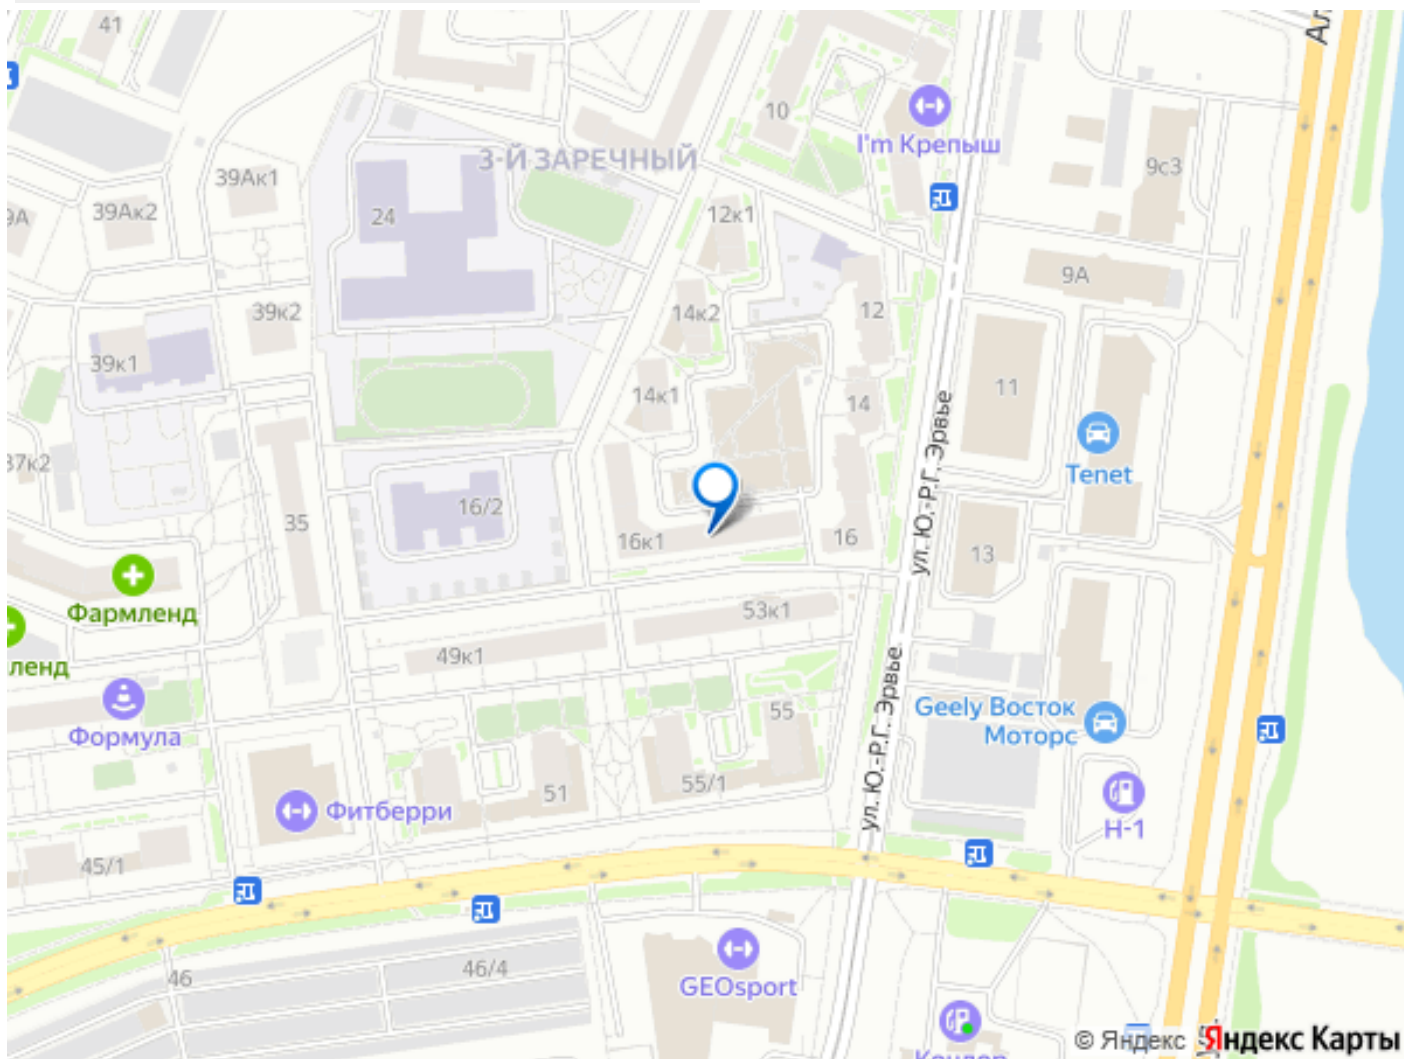 41
10
I'm Крепыш
3-Й ЗАРЕЧНЫЙ
39Ак1
39Ак2
9А
24
12к1
9с3
9А
39к2
14к2
12
39к1
14к1
14
11
Tenet
37к2
35
16/2
16к1
16
13
ул. Ю.-Р.Г. Эрвье
Фармленд
ленд
53к1
49к1
Формула
55
ул. Ю.-Р.Г. Эрвье
Geely Восток
Моторс
Фитберри
51
55/1
Н-1
45/1
46
46/4
GEOsport
© Яндекс Яндекс Карты